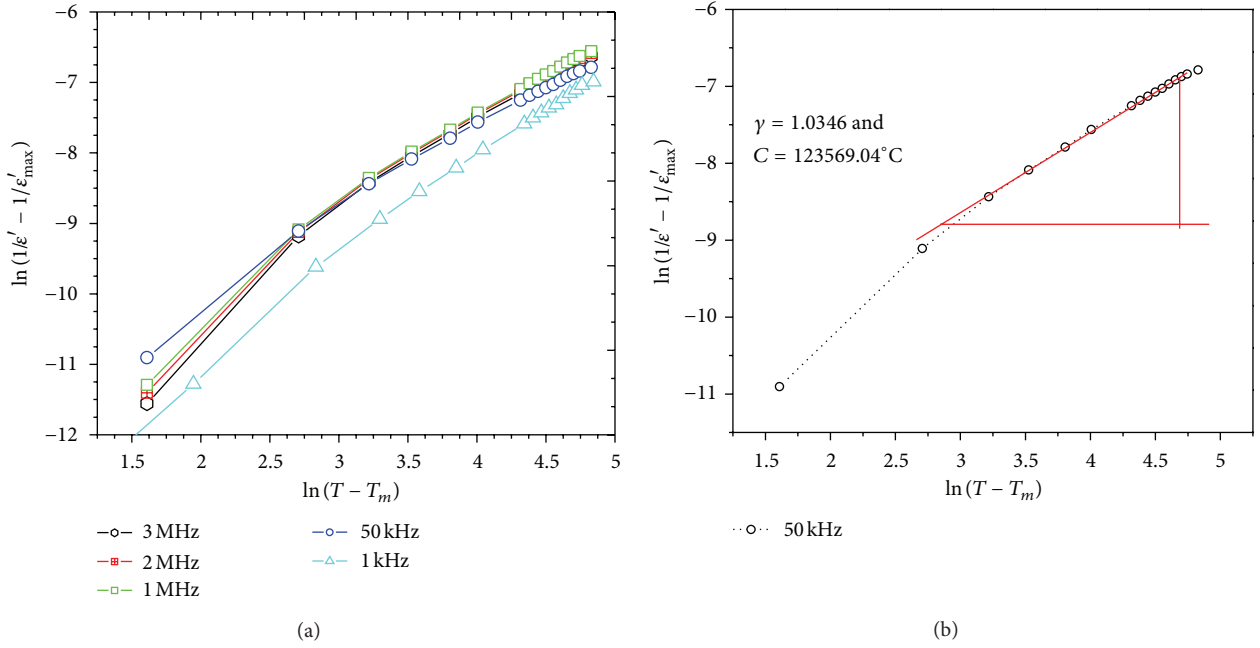 −6
−7
−8
−9
−10
−11
−12
ln (1/ε′ − 1/ε′max)
1.5 2 2.5 3 3.5 4 4.5 5
ln (T − Tm)
3 MHz
2 MHz
1 MHz
50 kHz
1 kHz
(a)
−6
−7
−8
−9
−10
−11
ln (1/ε′ − 1/ε′max)
γ = 1.0346 and
C = 123569.04°C
1.5 2 2.5 3 3.5 4 4.5 5
ln (T − Tm)
50 kHz
(b)